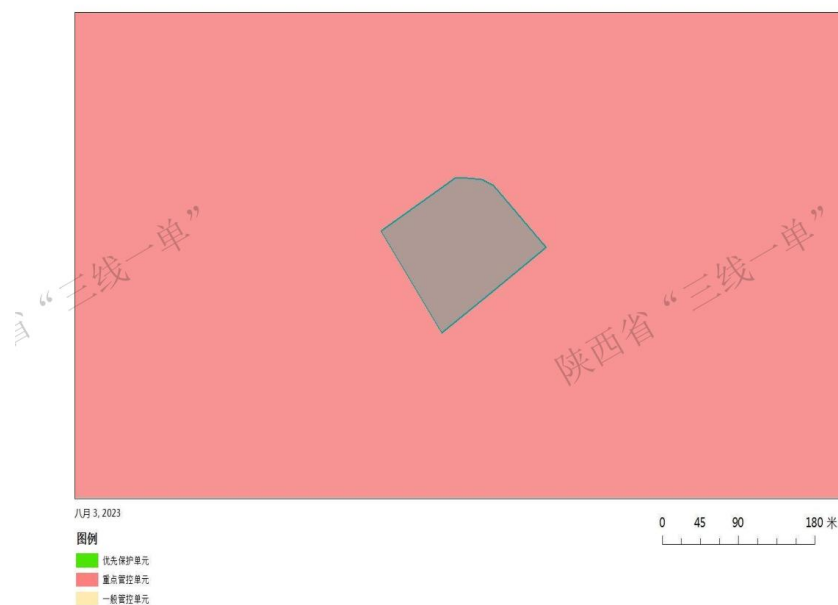 省“三线一单”
陕西省“三线一单”
八月 3, 2023
0 45 90 180 米
图例
优先保护单元
重点管控单元
一般管控单元